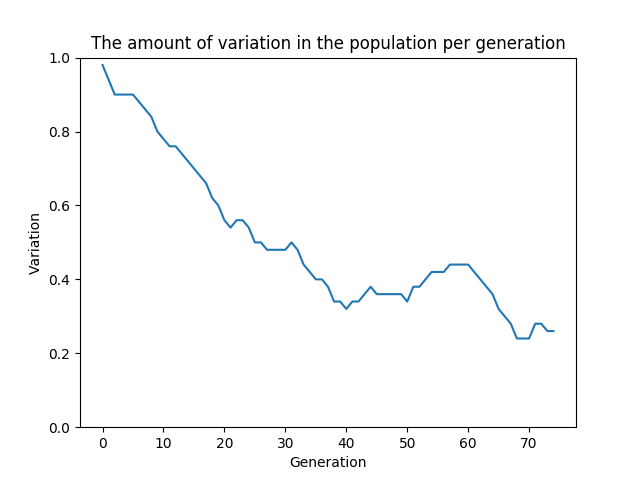 The amount of variation in the population per generation
1.0
0.8
0.6
0.4
0.2
0.0
Variation
0 10 20 30 40 50 60 70
Generation